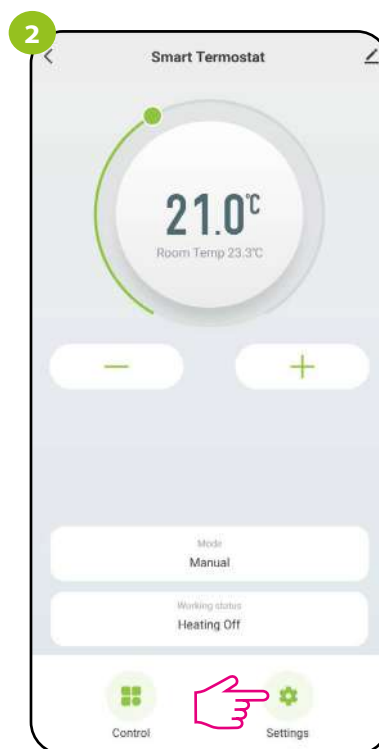 2
Smart Termostat
21.0°C
Room Temp 23.3°C
Mode
Manual
Working status
Heating Off
Control
Settings